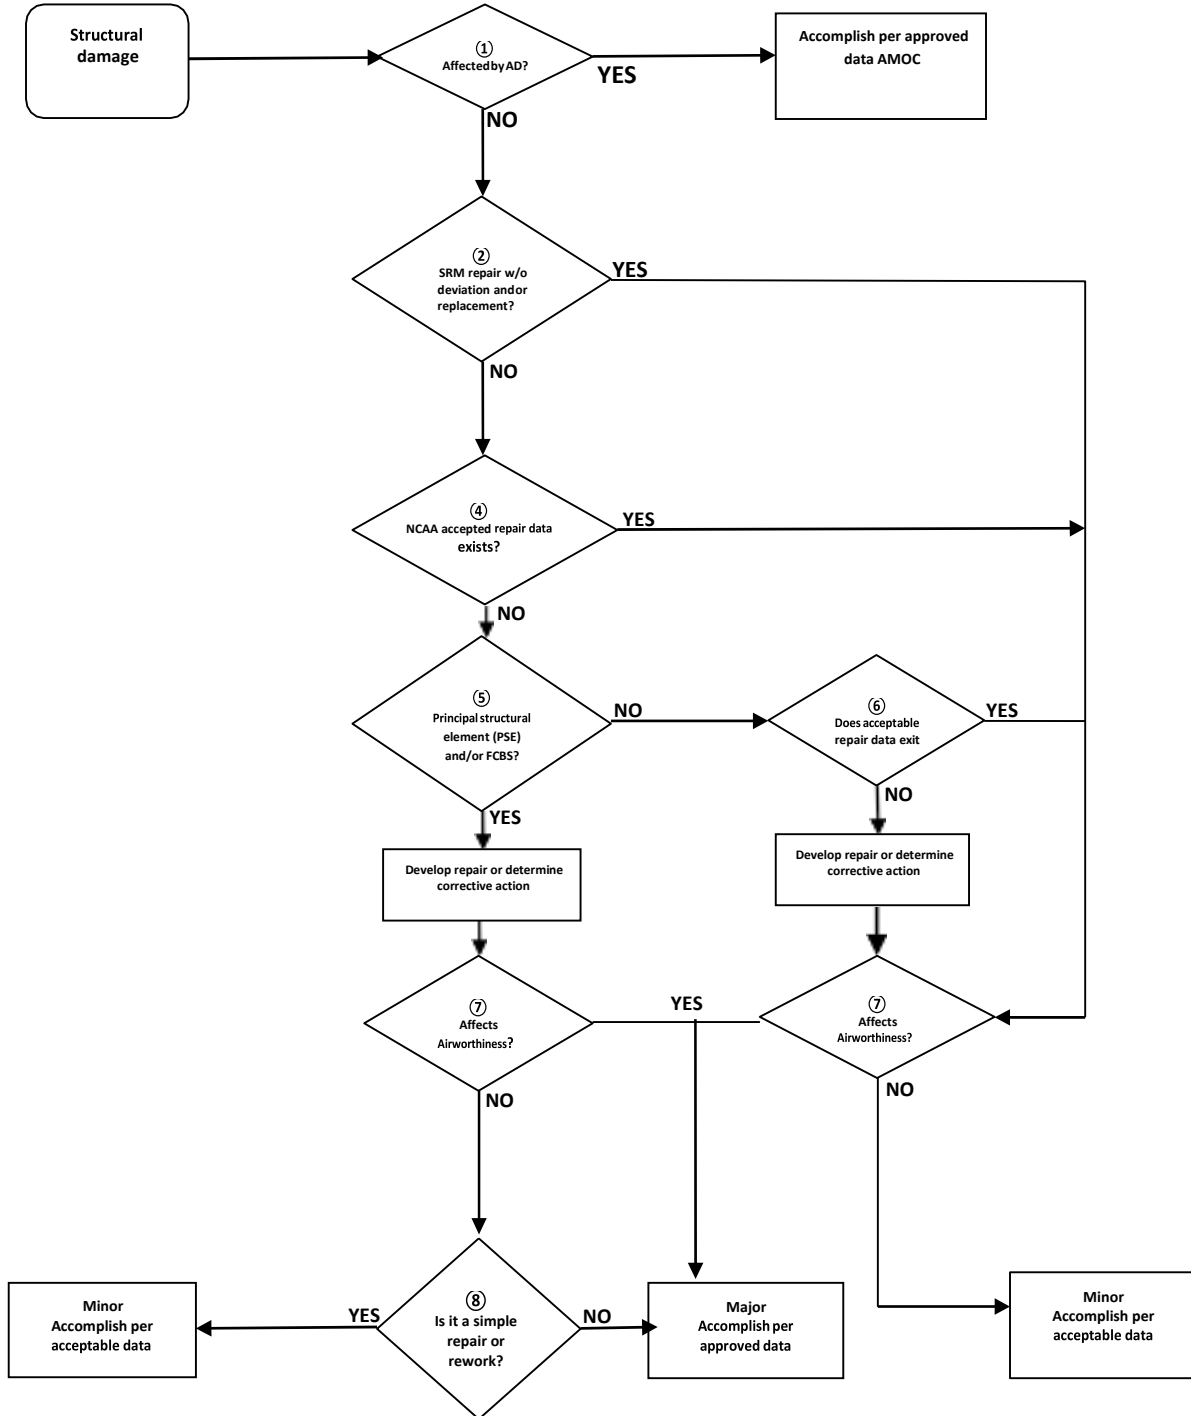 Structural
damage
①
Affected by AD?
YES
Accomplish per approved
data AMOC
NO
②
SRM repair w/o
deviation and/or
replacement?
YES
NO
④
NCAA accepted repair data
exists?
YES
NO
⑤
Principal structural
element (PSE)
and/or FCBS?
NO
⑥
Does acceptable
repair data exit
YES
YES
NO
Develop repair or determine
corrective action
Develop repair or determine
corrective action
⑦
Affects
Airworthiness?
YES
⑦
Affects
Airworthiness?
NO
NO
Minor
Accomplish per
acceptable data
YES
⑧
Is it a simple
repair or
rework?
NO
Major
Accomplish per
approved data
Minor
Accomplish per
acceptable data